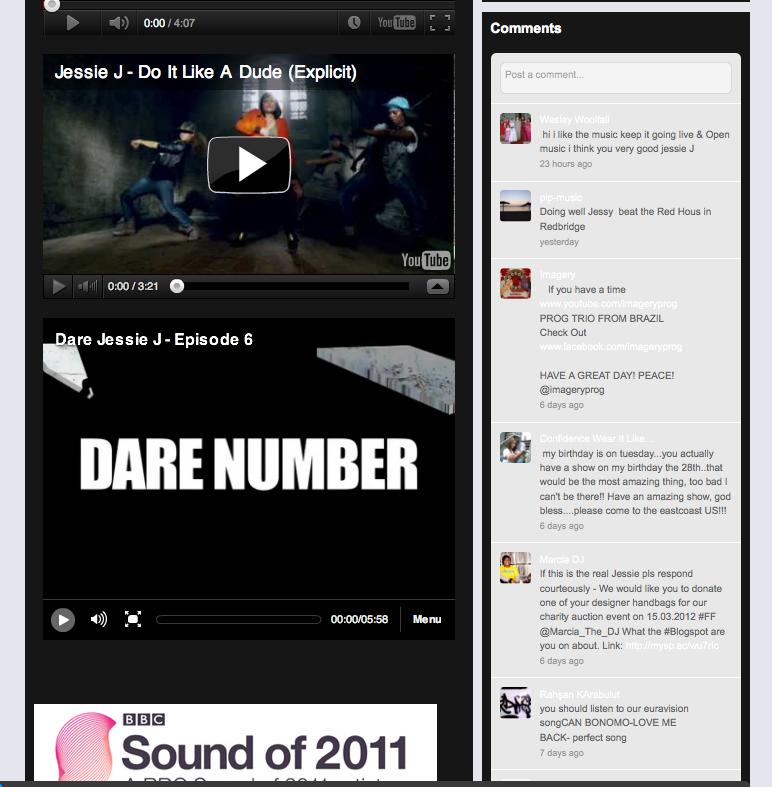 0:00 / 4:07
YouTube
Jessie J - Do It Like A Dude (Explicit)
YouTube
0:00 / 3:21
Dare Jessie J - Episode 6
DARE NUMBER
00:00/05:58
Menu
BBC
Sound of 2011
Comments
Post a comment...
Wesley Woolfall
hi i like the music keep it going live & Open
music i think you very good jessie J
23 hours ago
pip-music
Doing well Jessy beat the Red Hous in
Redbridge
yesterday
Imagery
If you have a time
www.youtube.com/imageryprog
PROG TRIO FROM BRAZIL
Check Out
www.facebook.com/imageryprog
HAVE A GREAT DAY! PEACE!
@imageryprog
6 days ago
Confidence Wear It Like...
my birthday is on tuesday...you actually
have a show on my birthday the 28th..that
would be the most amazing thing, too bad I
can't be there!! Have an amazing show, god
bless....please come to the eastcoast US!!!
6 days ago
Marcia DJ
If this is the real Jessie pls respond
courteously - We would like you to donate
one of your designer handbags for our
charity auction event on 15.03.2012 #FF
@Marcia_The_DJ What the #Blogspot are
you on about. Link: http://mysp.ac/wu7rIc
6 days ago
Rahşan KArabulut
you should listen to our euravision
songCAN BONOMO-LOVE ME
BACK- perfect song
7 days ago